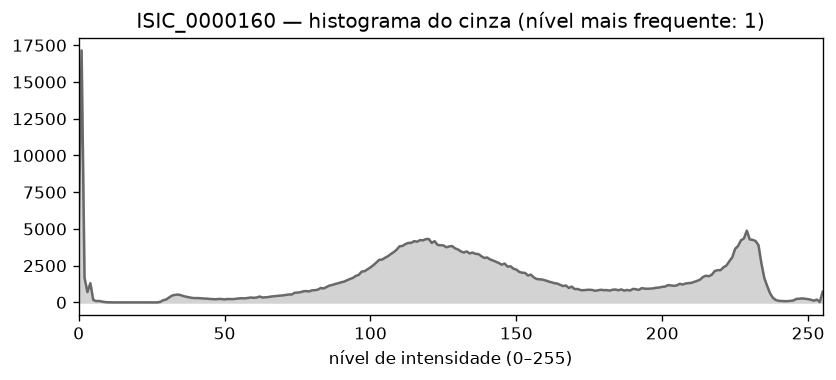 ISIC_0000160 — histograma do cinza (nível mais frequente: 1)
17500
15000
12500
10000
7500
5000
2500
0
0 50 100 150 200 250
nível de intensidade (0–255)